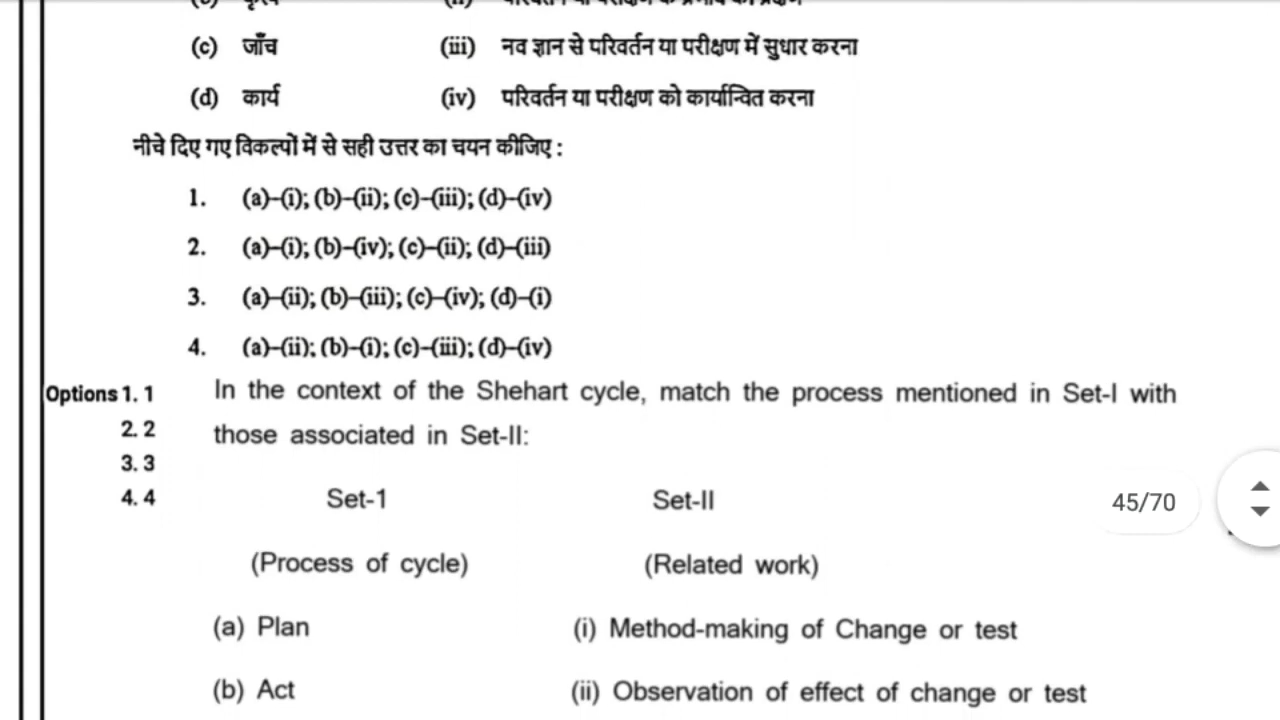 (c) जाँच (iii) नव ज्ञान से परिवर्तन या परीक्षण में सुधार करना
(d) कार्य (iv) परिवर्तन या परीक्षण को कार्यान्वित करना
नीचे दिए गए विकल्पों में से सही उत्तर का चयन कीजिए :
1. (a)-(i); (b)-(ii); (c)-(iii); (d)-(iv)
2. (a)-(i); (b)-(iv); (c)-(ii); (d)-(iii)
3. (a)-(ii); (b)-(iii); (c)-(iv); (d)-(i)
4. (a)-(ii); (b)-(i); (c)-(iii); (d)-(iv)
Options 1. 1 In the context of the Shehart cycle, match the process mentioned in Set-I with
2. 2 those associated in Set-II:
3. 3
4. 4 Set-1 Set-II
45/70
(Process of cycle) (Related work)
(a) Plan (i) Method-making of Change or test
(b) Act (ii) Observation of effect of change or test